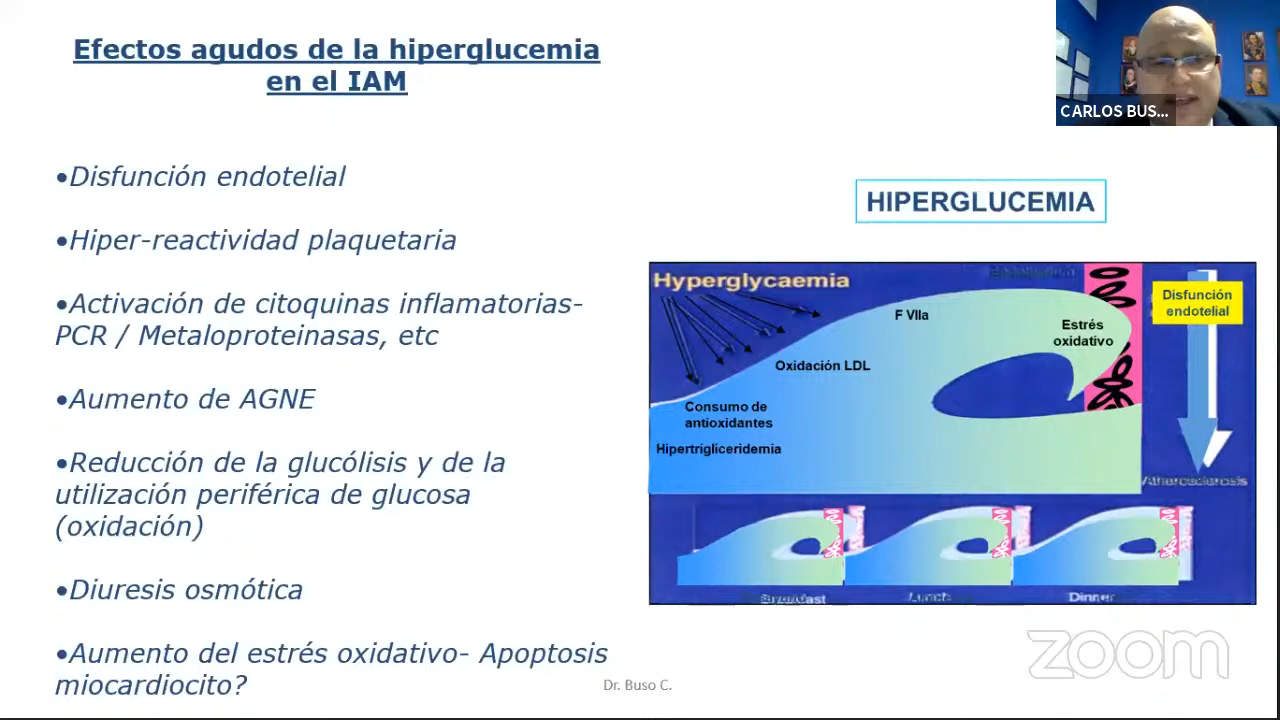 Efectos agudos de la hiperglucemia
en el IAM
CARLOS BUS...
•Disfunción endotelial
•Hiper-reactividad plaquetaria
•Activación de citoquinas inflamatorias-
PCR / Metaloproteinasas, etc
•Aumento de AGNE
•Reducción de la glucólisis y de la
utilización periférica de glucosa
(oxidación)
•Diuresis osmótica
•Aumento del estrés oxidativo- Apoptosis
miocardiocito?
HIPERGLUCEMIA
Hyperglycaemia
Disfunción
endotelial
F VIIa
Estrés
oxidativo
Oxidación LDL
Consumo de
antioxidantes
Hipertrigliceridemia
Atherosclerosis
Breakfast
Lunch
Dinner
zoom
Dr. Buso C.